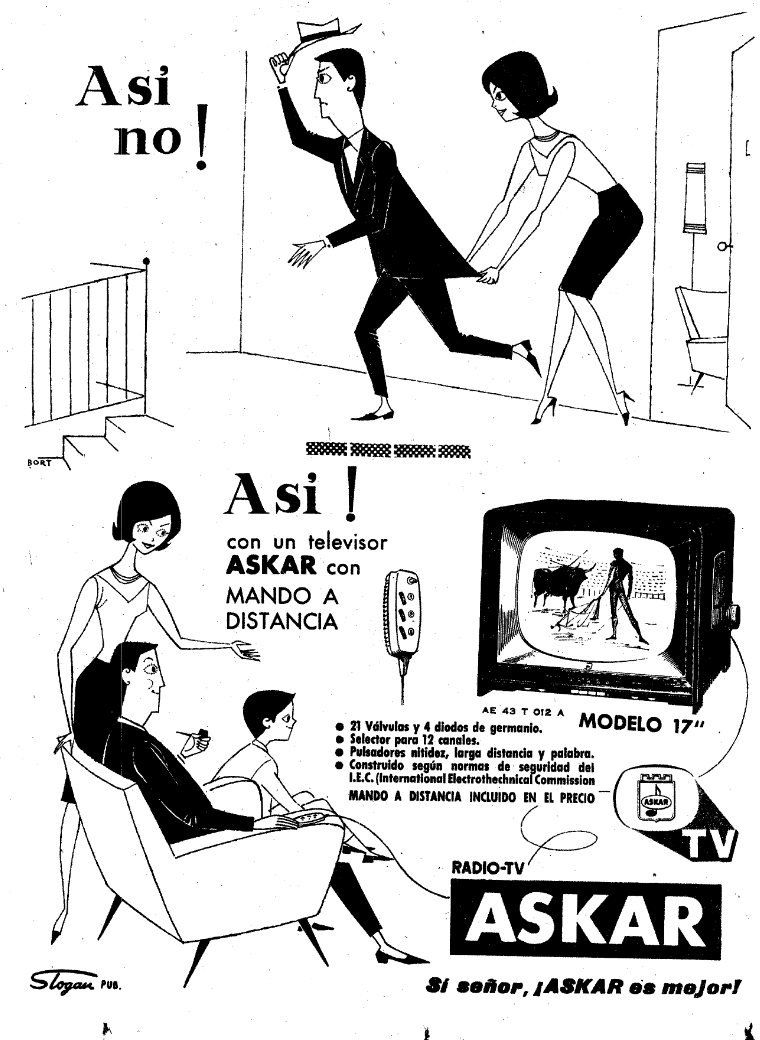 Asi
no!
BORT
Asi!
con un televisor
ASKAR con
MANDO A
DISTANCIA
AE 43 T 012 A
MODELO 17"
● 21 Válvulas y 4 diodos de germanio.
● Selector para 12 canales.
● Pulsadores nitidez, larga distancia y palabra.
● Construido según normas de seguridad del
I.E.C. (International Electrothechnical Commission
MANDO A DISTANCIA INCLUIDO EN EL PRECIO
ASKAR
TV
RADIO-TV
ASKAR
Slogan PUB.
Sí señor, ¡ASKAR es mejor!